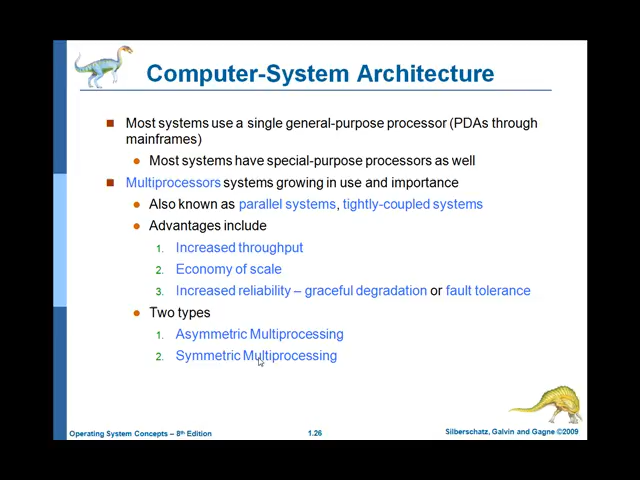 Computer-System Architecture
Most systems use a single general-purpose processor (PDAs through
mainframes)
Most systems have special-purpose processors as well
Multiprocessors systems growing in use and importance
Also known as parallel systems, tightly-coupled systems
Advantages include
1. Increased throughput
2. Economy of scale
3. Increased reliability – graceful degradation or fault tolerance
Two types
1. Asymmetric Multiprocessing
2. Symmetric Multiprocessing
Operating System Concepts – 8th Edition
1.26
Silberschatz, Galvin and Gagne ©2009